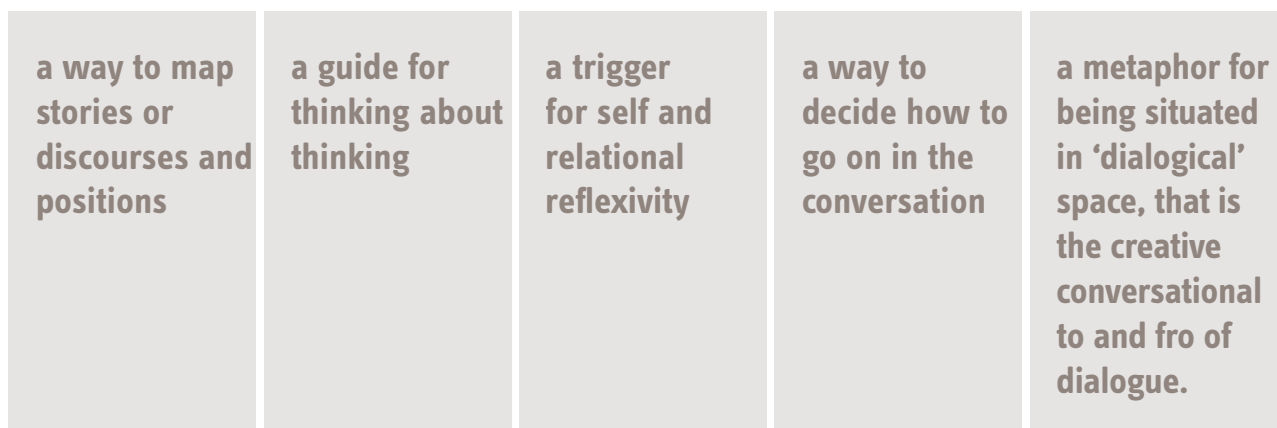 a way to map
stories or
discourses and
positions
a guide for
thinking about
thinking
a trigger
for self and
relational
reflexivity
a way to
decide how to
go on in the
conversation
a metaphor for
being situated
in ‘dialogical’
space, that is
the creative
conversational
to and fro of
dialogue.